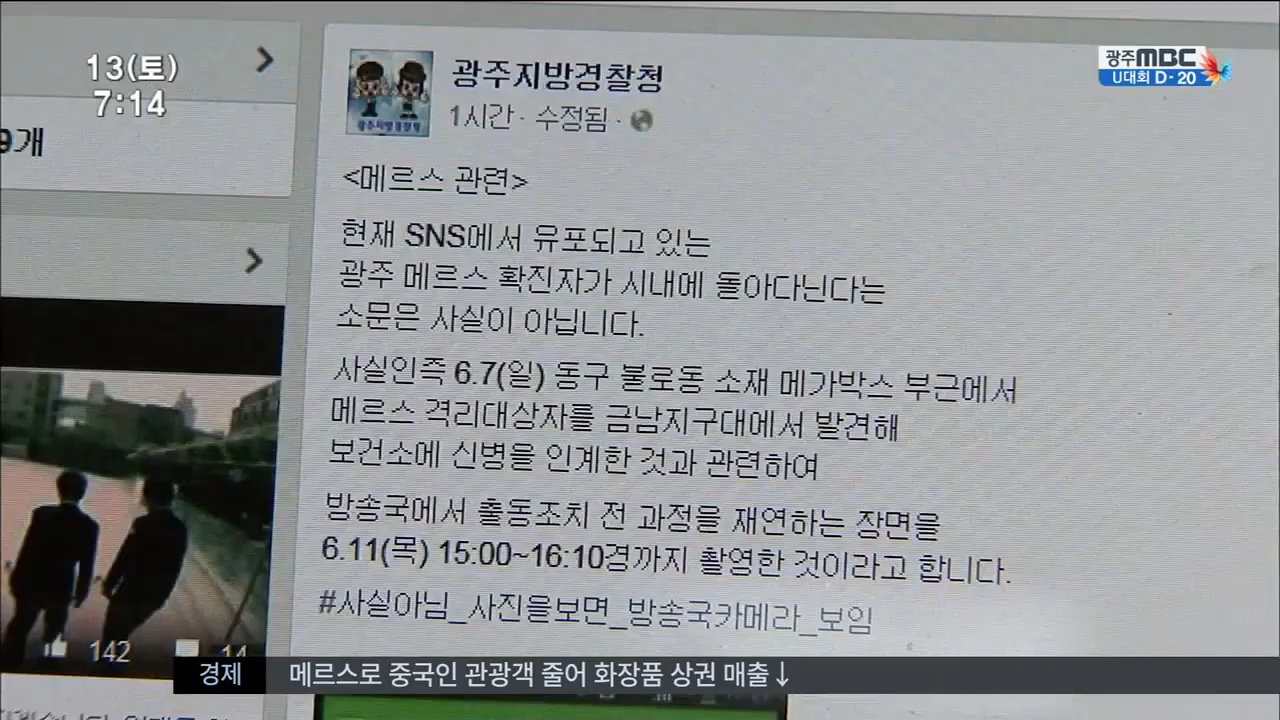 13(토)
7:14
광주MBC
U대회 D-20
9개
광주지방경찰청
1시간 · 수정됨 ·
광주지방경찰청
<메르스 관련>
현재 SNS에서 유포되고 있는
광주 메르스 확진자가 시내에 돌아다닌다는
소문은 사실이 아닙니다.
사실인즉 6.7(일) 동구 불로동 소재 메가박스 부근에서
메르스 격리대상자를 금남지구대에서 발견해
보건소에 신병을 인계한 것과 관련하여
방송국에서 출동조치 전 과정을 재연하는 장면을
6.11(목) 15:00~16:10경까지 촬영한 것이라고 합니다.
#사실아님_사진을보면_방송국카메라_보임
142
14
경제
메르스로 중국인 관광객 줄어 화장품 상권 매출↓